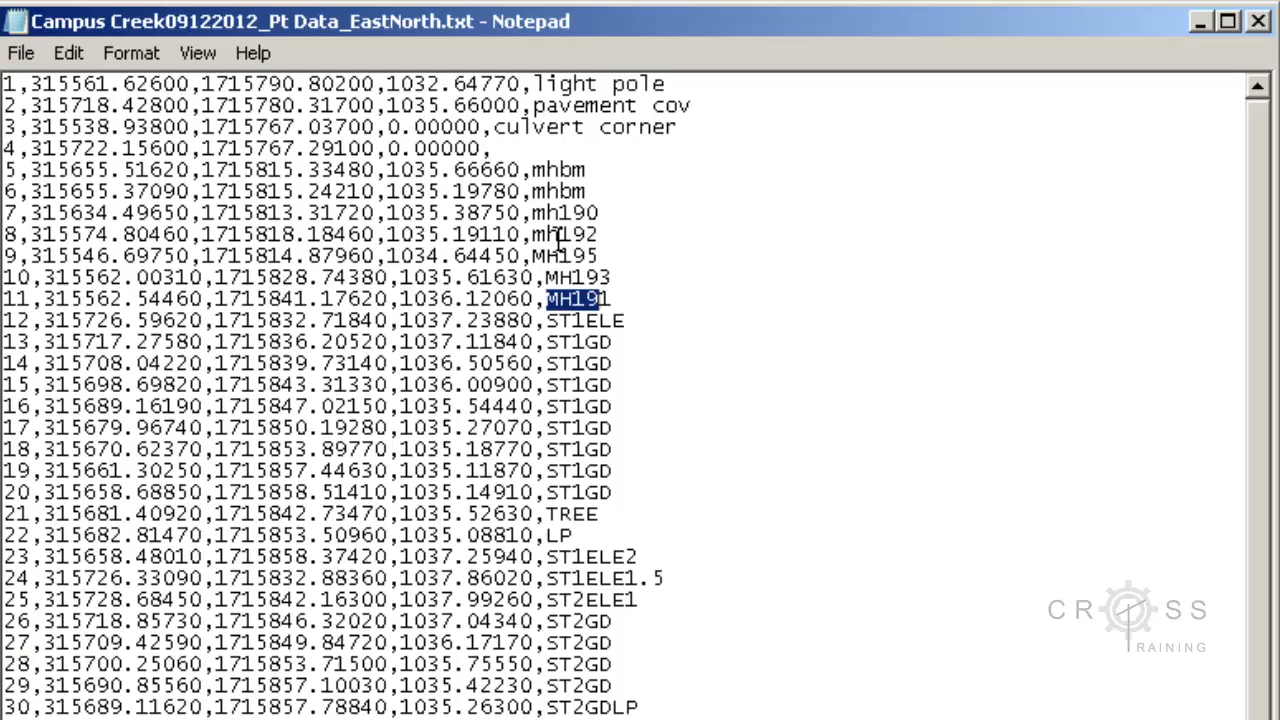 Campus Creek09122012_Pt Data_EastNorth.txt - Notepad
File Edit Format View Help
1,315561.62600,1715790.80200,1032.64770,light pole
2,315718.42800,1715780.31700,1035.66000,pavement cov
3,315538.93800,1715767.03700,0.00000,culvert corner
4,315722.15600,1715767.29100,0.00000,
5,315655.51620,1715815.33480,1035.66660,mhbm
6,315655.37090,1715815.24210,1035.19780,mhbm
7,315634.49650,1715813.31720,1035.38750,mh190
8,315574.80460,1715818.18460,1035.19110,mh192
9,315546.69750,1715814.87960,1034.64450,MH195
10,315562.00310,1715828.74380,1035.61630,MH193
11,315562.54460,1715841.17620,1036.12060,MH191
12,315726.59620,1715832.71840,1037.23880,ST1ELE
13,315717.27580,1715836.20520,1037.11840,ST1GD
14,315708.04220,1715839.73140,1036.50560,ST1GD
15,315698.69820,1715843.31330,1036.00900,ST1GD
16,315689.16190,1715847.02150,1035.54440,ST1GD
17,315679.96740,1715850.19280,1035.27070,ST1GD
18,315670.62370,1715853.89770,1035.18770,ST1GD
19,315661.30250,1715857.44630,1035.11870,ST1GD
20,315658.68850,1715858.51410,1035.14910,ST1GD
21,315681.40920,1715842.73470,1035.52630,TREE
22,315682.81470,1715853.50960,1035.08810,LP
23,315658.48010,1715858.37420,1037.25940,ST1ELE2
24,315726.33090,1715832.88360,1037.86020,ST1ELE1.5
25,315728.68450,1715842.16300,1037.99260,ST2ELE1
26,315718.85730,1715846.32020,1037.04340,ST2GD
27,315709.42590,1715849.84720,1036.17170,ST2GD
28,315700.25060,1715853.71500,1035.75550,ST2GD
29,315690.85560,1715857.10030,1035.42230,ST2GD
30,315689.11620,1715857.78840,1035.26300,ST2GDLP
CROSS
TRAINING